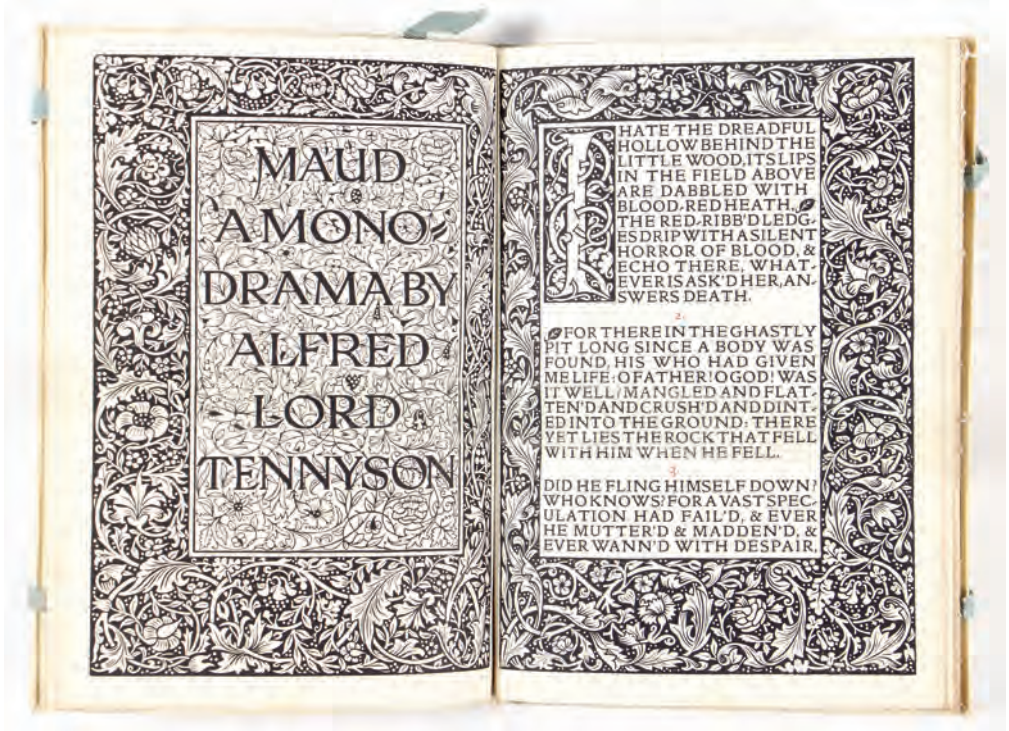 MAUD
A MONO-
DRAMA BY
ALFRED
LORD
TENNYSON
I HATE THE DREADFUL
HOLLOW BEHIND THE
LITTLE WOOD, ITS LIPS
IN THE FIELD ABOVE
ARE DABBLED WITH
BLOOD-RED HEATH,
THE RED-RIBB'D LEDG-
ES DRIP WITH A SILENT
HORROR OF BLOOD, &
ECHO THERE, WHAT-
EVER IS ASK'D HER, AN-
SWERS DEATH.
2.
FOR THERE IN THE GHASTLY
PIT LONG SINCE A BODY WAS
FOUND, HIS WHO HAD GIVEN
ME LIFE: O FATHER! O GOD! WAS
IT WELL? MANGLED AND FLAT-
TEN'D AND CRUSH'D AND DINT-
ED INTO THE GROUND: THERE
YET LIES THE ROCK THAT FELL
WITH HIM WHEN HE FELL.
3.
DID HE FLING HIMSELF DOWN?
WHO KNOWS? FOR A VAST SPEC-
ULATION HAD FAIL'D, & EVER
HE MUTTER'D & MADDEN'D, &
EVER WANN'D WITH DESPAIR,